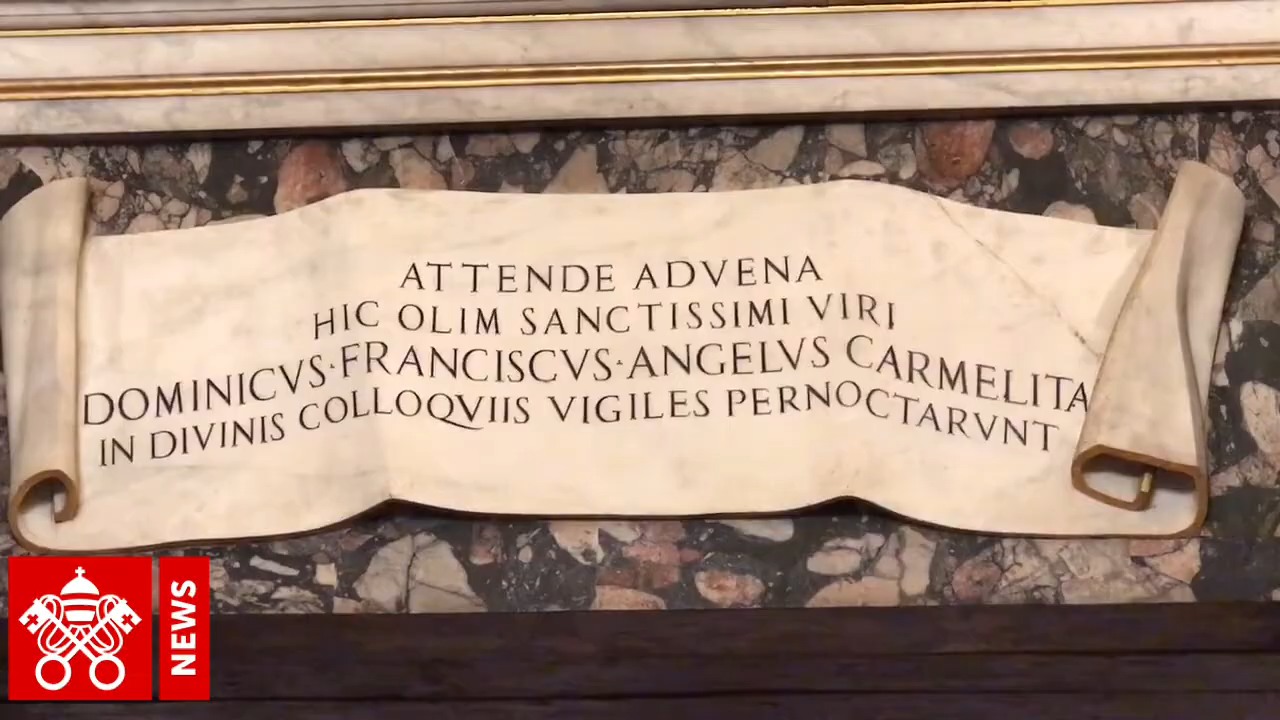 ATTENDE ADVENA
HIC OLIM SANCTISSIMI VIRI
DOMINICVS·FRANCISCVS·ANGELVS CARMELITA
IN DIVINIS COLLOQVIIS VIGILES PERNOCTARVNT
NEWS